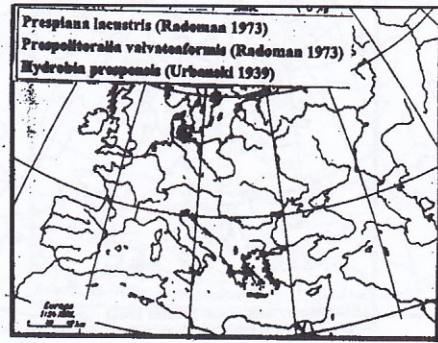 Prespiana lacustris (Radoman 1973)
Prespolitoralia valvataeformis (Radoman 1973)
Hydrobia prespensis (Urbanski 1939)
Europa